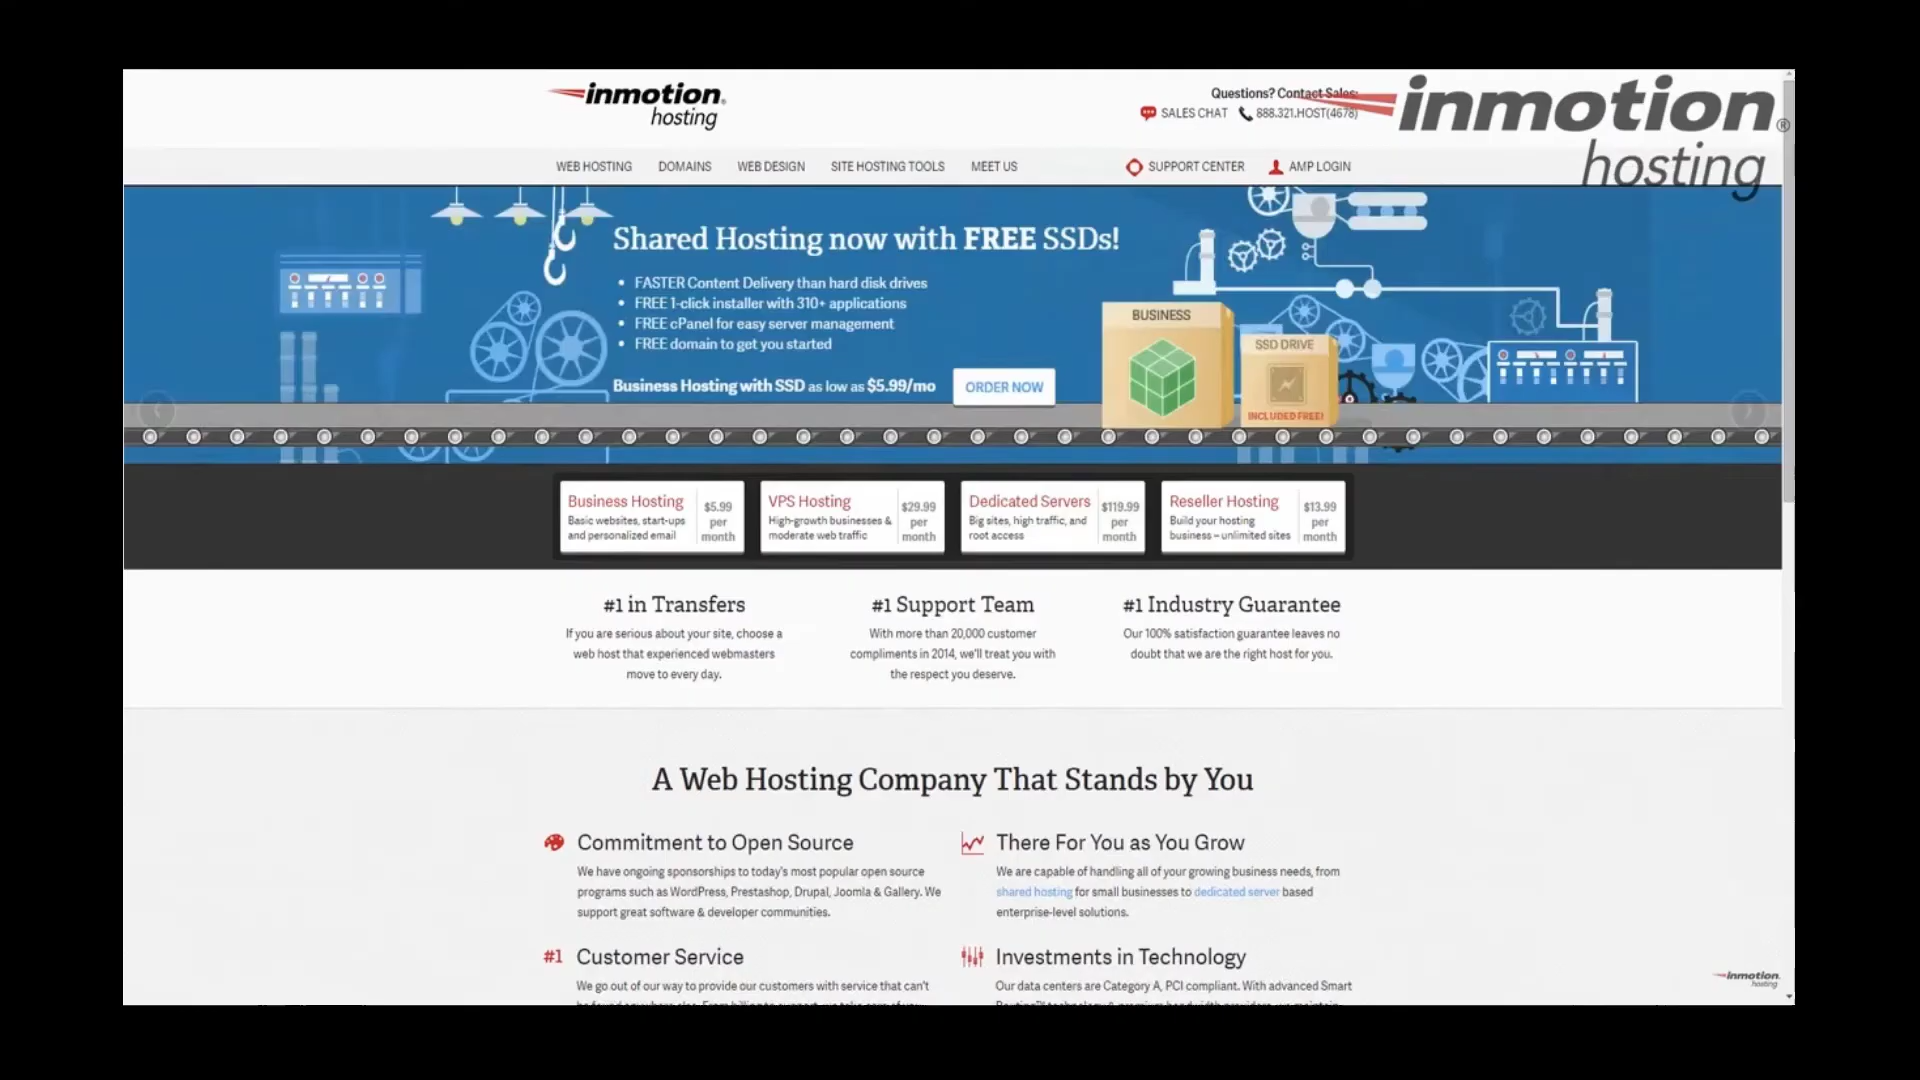 inmotion
hosting
Questions? Contact Sales:
SALES CHAT 888.321.HOST(4678)
inmotion®
hosting
WEB HOSTING DOMAINS WEB DESIGN SITE HOSTING TOOLS MEET US SUPPORT CENTER AMP LOGIN
Shared Hosting now with FREE SSDs!
• FASTER Content Delivery than hard disk drives
• FREE 1-click installer with 310+ applications
• FREE cPanel for easy server management
• FREE domain to get you started
Business Hosting with SSD as low as $5.99/mo
ORDER NOW
BUSINESS
SSD DRIVE
INCLUDED FREE!
Business Hosting
Basic websites, start-ups
and personalized email
$5.99
per
month
VPS Hosting
High-growth businesses &
moderate web traffic
$29.99
per
month
Dedicated Servers
Big sites, high traffic, and
root access
$119.99
per
month
Reseller Hosting
Build your hosting
business – unlimited sites
$13.99
per
month
#1 in Transfers
If you are serious about your site, choose a
web host that experienced webmasters
move to every day.
#1 Support Team
With more than 20,000 customer
compliments in 2014, we'll treat you with
the respect you deserve.
#1 Industry Guarantee
Our 100% satisfaction guarantee leaves no
doubt that we are the right host for you.
A Web Hosting Company That Stands by You
Commitment to Open Source
We have ongoing sponsorships to today's most popular open source
programs such as WordPress, Prestashop, Drupal, Joomla & Gallery. We
support great software & developer communities.
There For You as You Grow
We are capable of handling all of your growing business needs, from
shared hosting for small businesses to dedicated server based
enterprise-level solutions.
#1 Customer Service
We go out of our way to provide our customers with service that can't
Investments in Technology
Our data centers are Category A, PCI compliant. With advanced Smart
inmotion
hosting